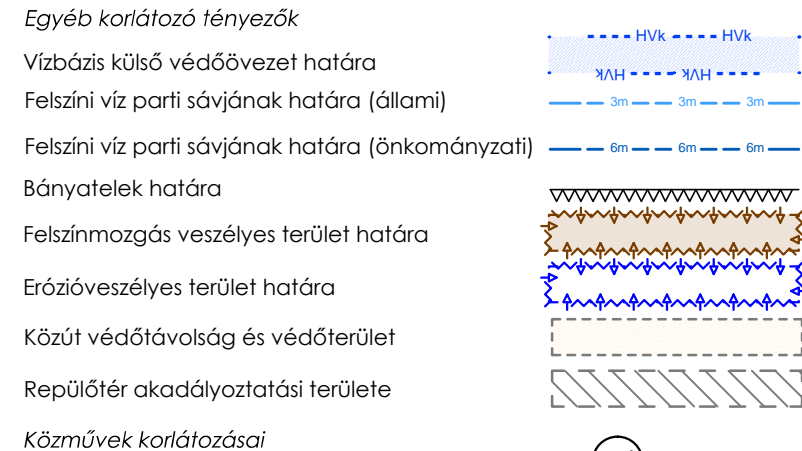 Egyéb korlátozó tényezők
HVk HVk
Vízbázis külső védőövezet határa
HVk HVk
Felszíni víz parti sávjának határa (állami) 3m 3m 3m
Felszíni víz parti sávjának határa (önkományzati) 6m 6m 6m
Bányatelek határa
Felszínmozgás veszélyes terület határa
Erózióveszélyes terület határa
Közút védőtávolság és védőterület
Repülőtér akadályoztatási területe
Közművek korlátozásai